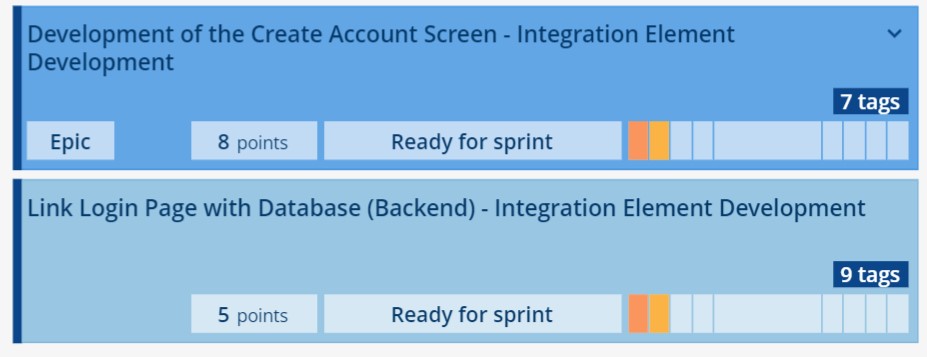 Development of the Create Account Screen - Integration Element
Development
7 tags
Epic
8 points
Ready for sprint
Link Login Page with Database (Backend) - Integration Element Development
9 tags
5 points
Ready for sprint